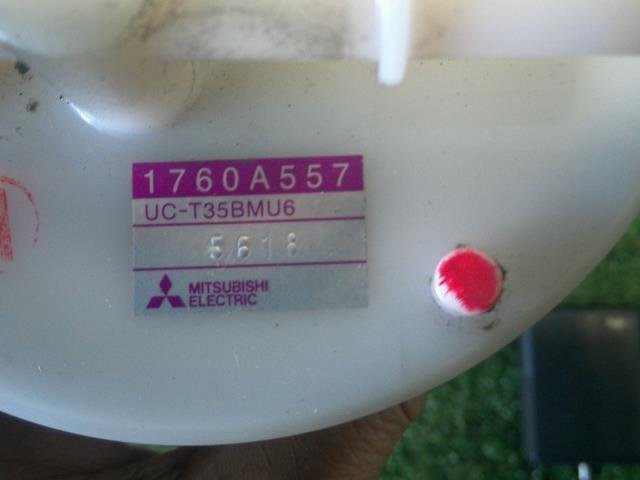 1760A557
UC-T35BMU6
5618
MITSUBISHI
ELECTRIC